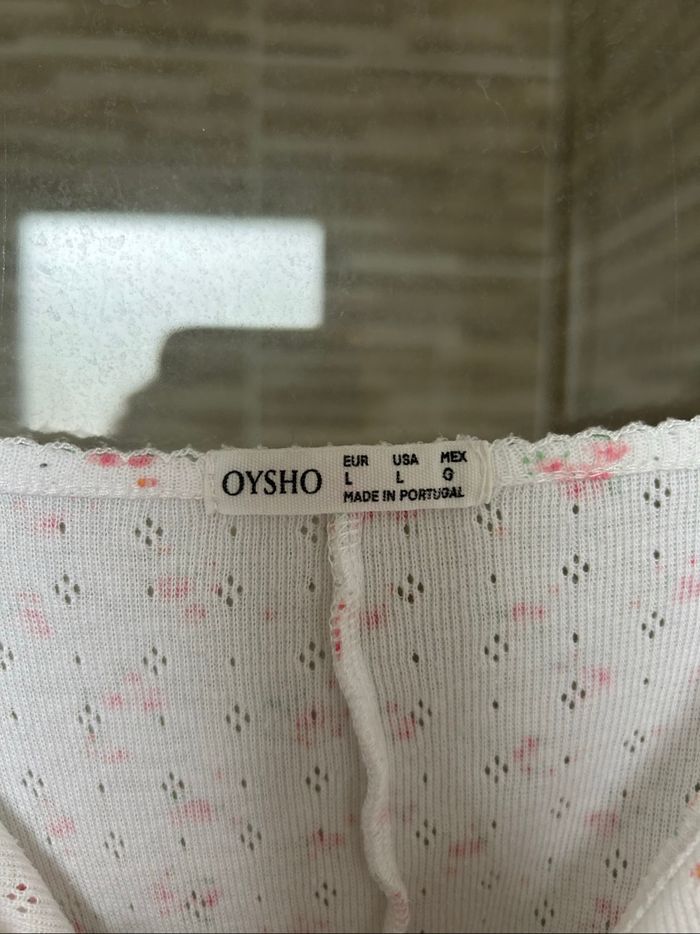 OYSHO
EUR USA MEX
L L G
MADE IN PORTUGAL